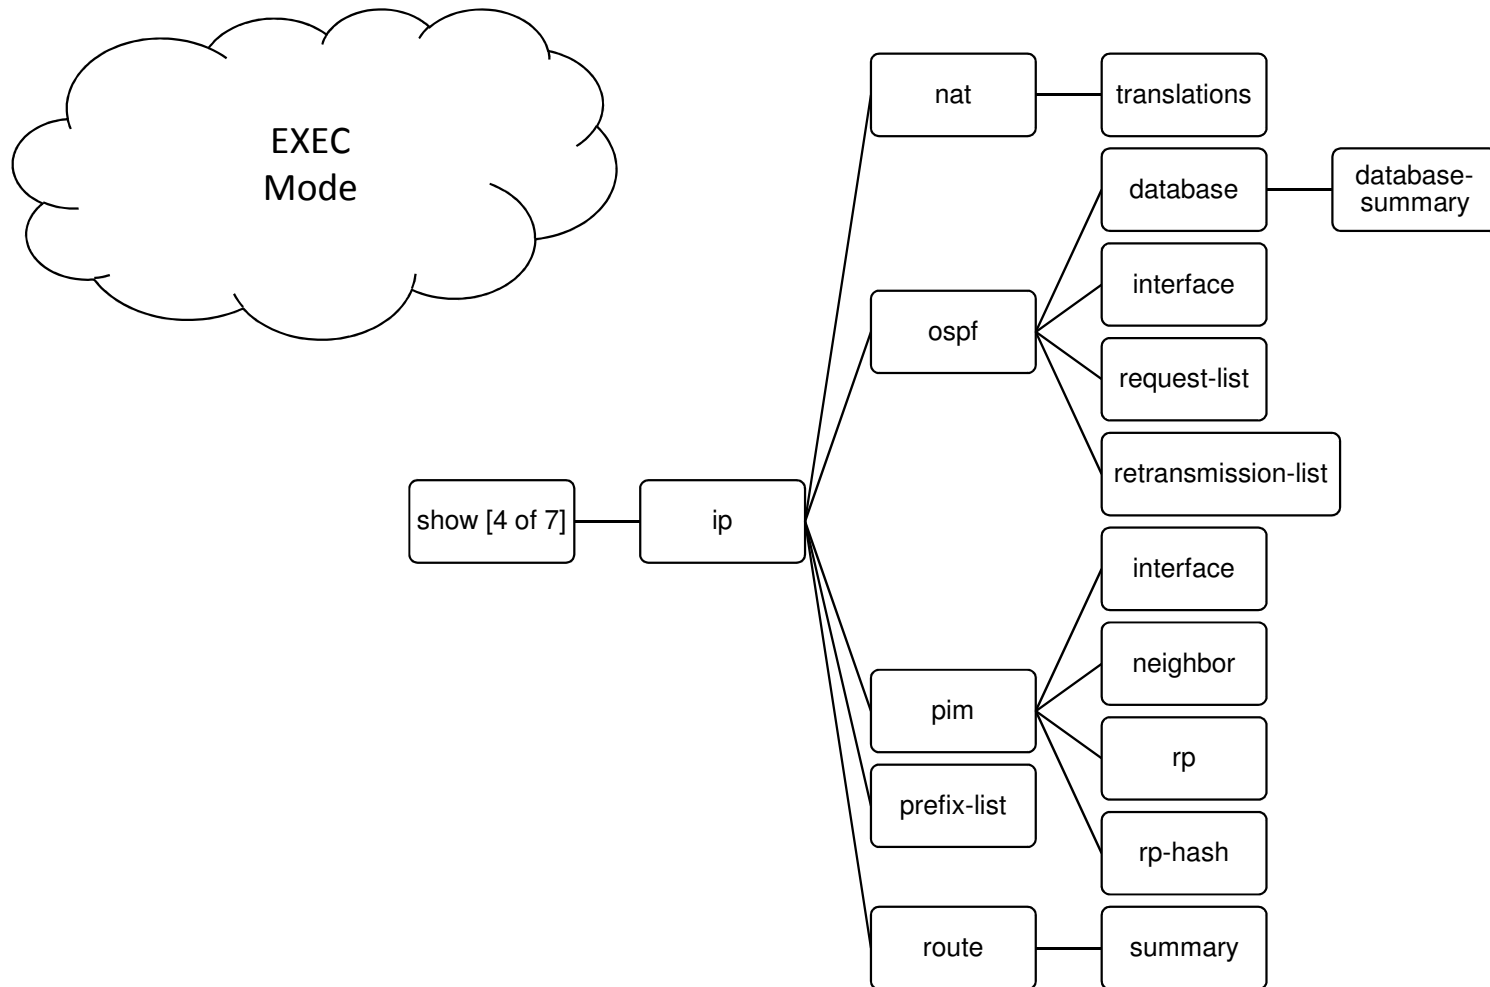 EXEC
Mode
nat
translations
database
database-
summary
interface
ospf
request-list
retransmission-list
show [4 of 7]
ip
interface
neighbor
pim
rp
prefix-list
rp-hash
route
summary